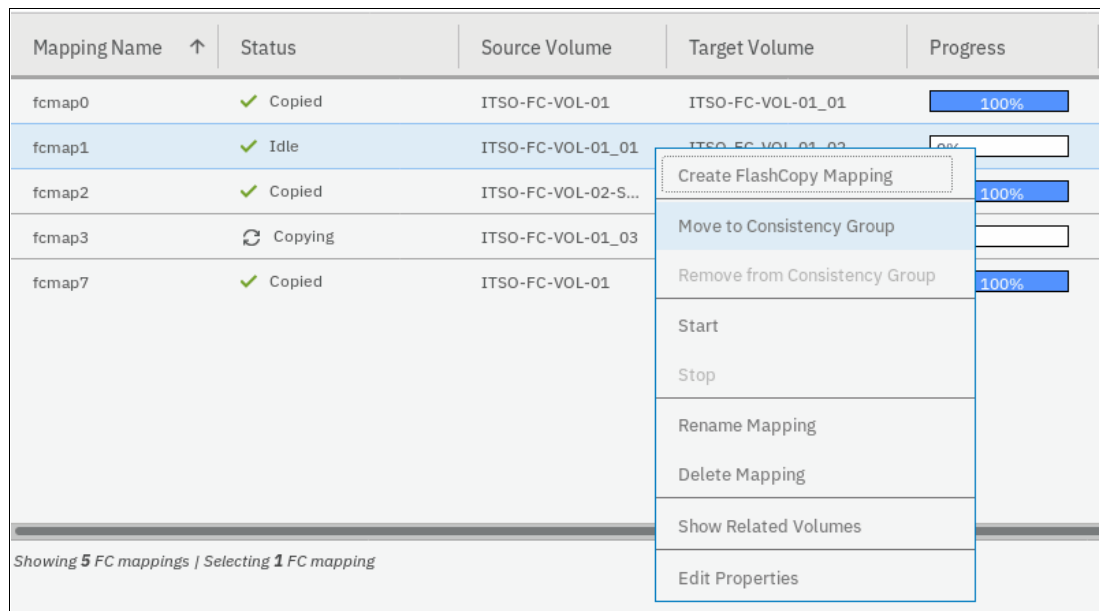 Mapping Name ↑ Status Source Volume Target Volume Progress
fcmap0 Copied ITSO-FC-VOL-01 ITSO-FC-VOL-01_01 100%
fcmap1 Idle ITSO-FC-VOL-01_01
Create FlashCopy Mapping
fcmap2 Copied ITSO-FC-VOL-02-S... 100%
Move to Consistency Group
fcmap3 Copying ITSO-FC-VOL-01_03
Remove from Consistency Group
fcmap7 Copied ITSO-FC-VOL-01 100%
Start
Stop
Rename Mapping
Delete Mapping
Show Related Volumes
Showing 5 FC mappings | Selecting 1 FC mapping
Edit Properties